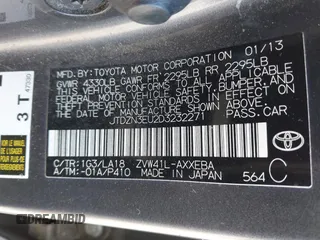 MFD. BY: TOYOTA MOTOR CORPORATION 01/13
GVWR 4330LB GAWR FR 2295LB RR 2295LB
THIS VEHICLE CONFORMS TO ALL APPLICABLE
FEDERAL MOTOR VEHICLE SAFETY, BUMPER, AND
THEFT PREVENTION STANDARDS IN EFFECT ON
THE DATE OF MANUFACTURE SHOWN ABOVE.
JTDZN3EU2D3232271 PASS.CAR
C/TR: 1G3/LA18 ZVW41L-AXXEBA
A/TM: -01A/P410 MADE IN JAPAN 564 C
TOYOTA
3 T
DREAMBID